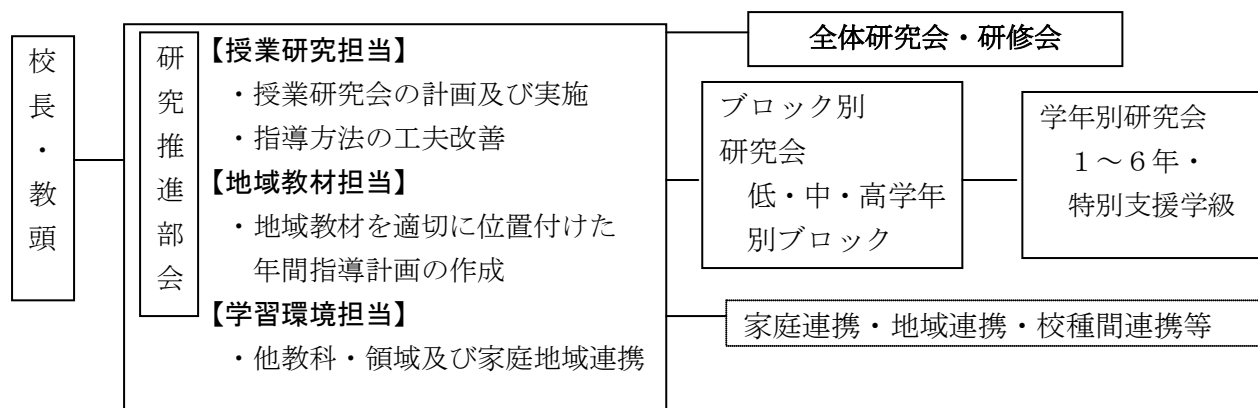 校長・教頭
研究推進部会
【授業研究担当】
・授業研究会の計画及び実施
・指導方法の工夫改善
【地域教材担当】
・地域教材を適切に位置付けた
年間指導計画の作成
【学習環境担当】
・他教科・領域及び家庭地域連携
全体研究会・研修会
ブロック別
研究会
低・中・高学年
別ブロック
学年別研究会
1～6年・
特別支援学級
家庭連携・地域連携・校種間連携等